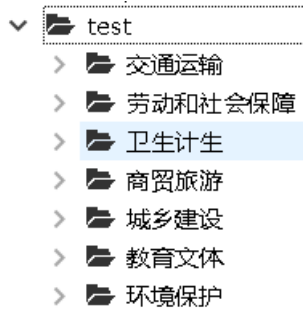 test
交通运输
劳动和社会保障
卫生计生
商贸旅游
城乡建设
教育文体
环境保护